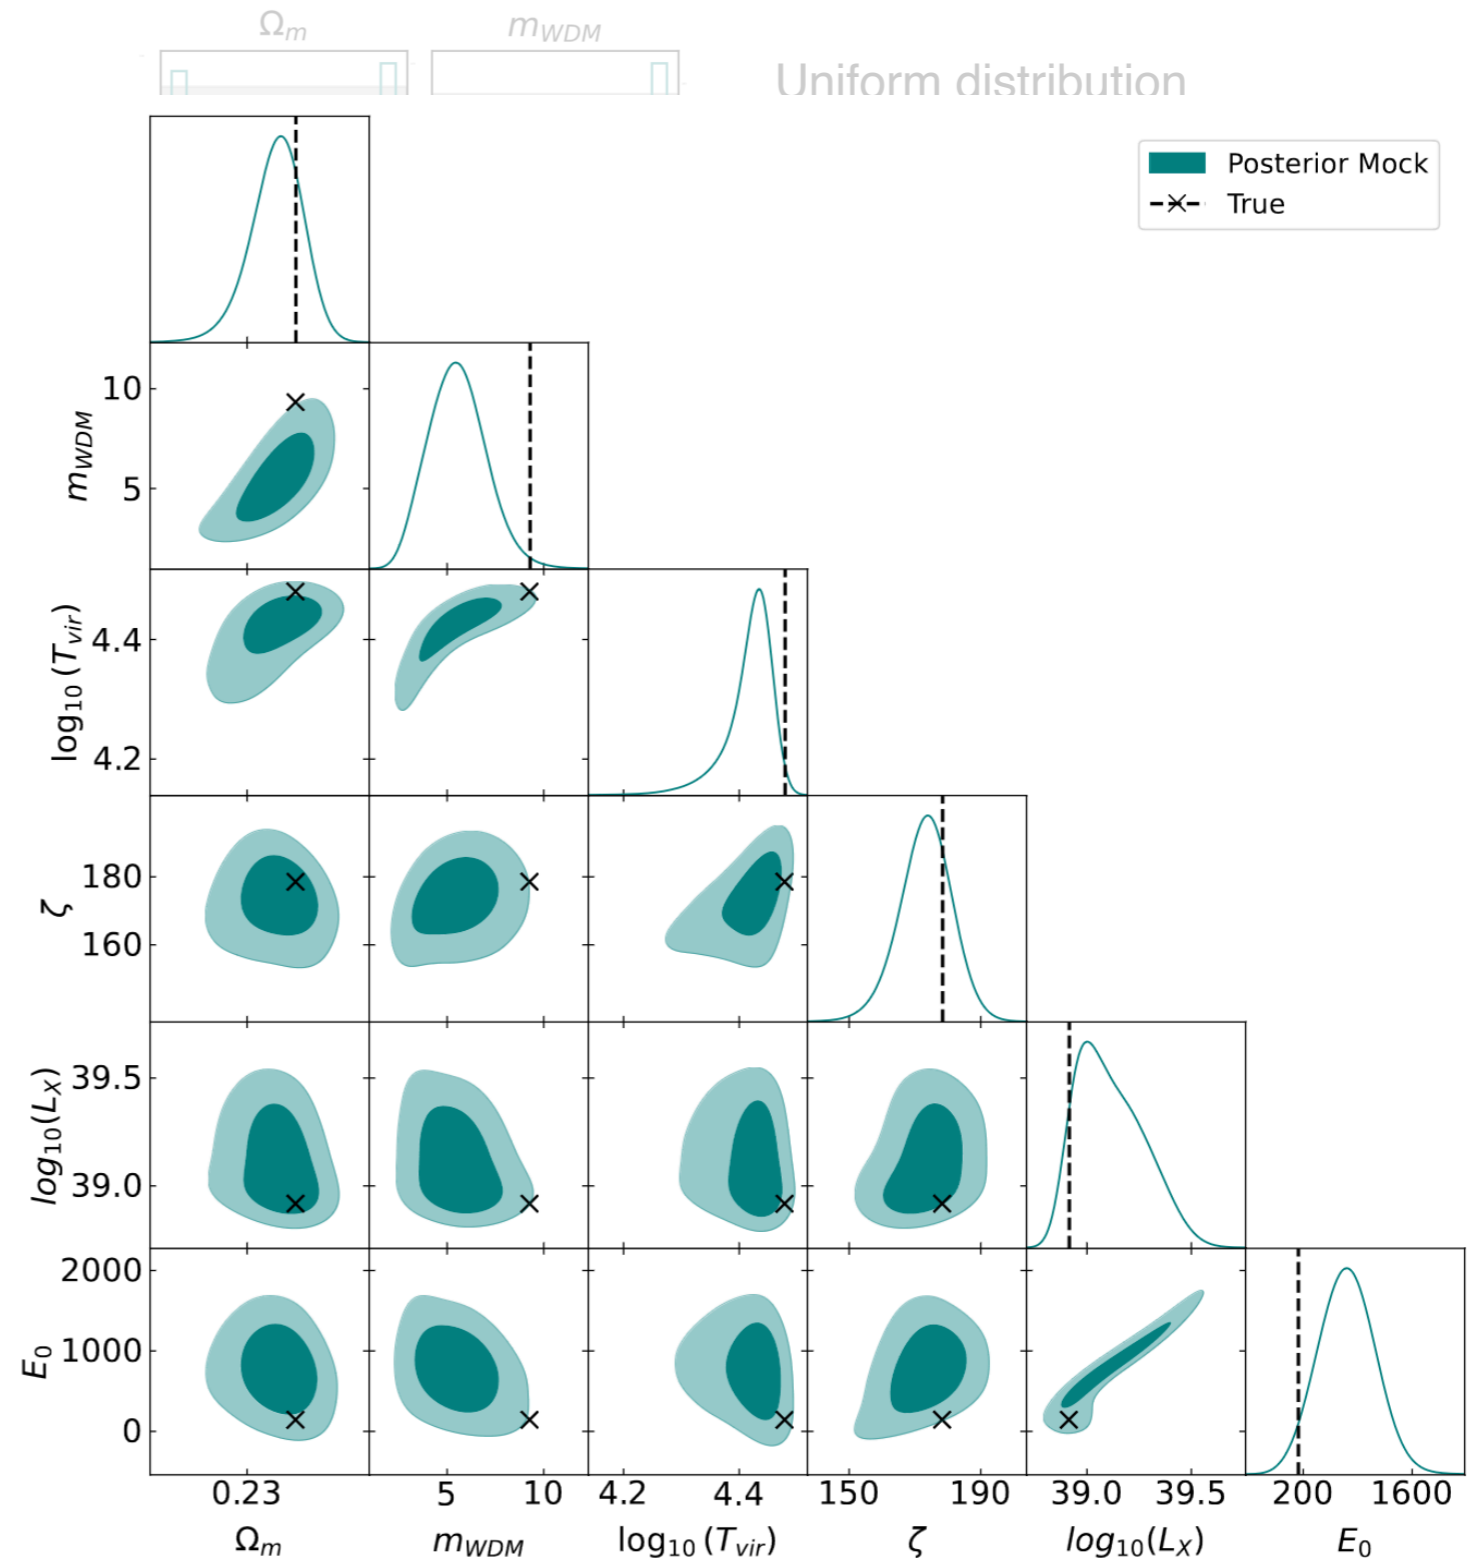 Ωm mWDM
Uniform distribution
Posterior Mock
True
10
5
mWDM
4.4
4.2
log10 (Tvir)
180
160
ζ
39.5
39.0
log10(LX)
2000
1000
0
E0
0.23 5 10 4.2 4.4 150 190 39.0 39.5 200 1600
Ωm mWDM log10 (Tvir) ζ log10(LX) E0